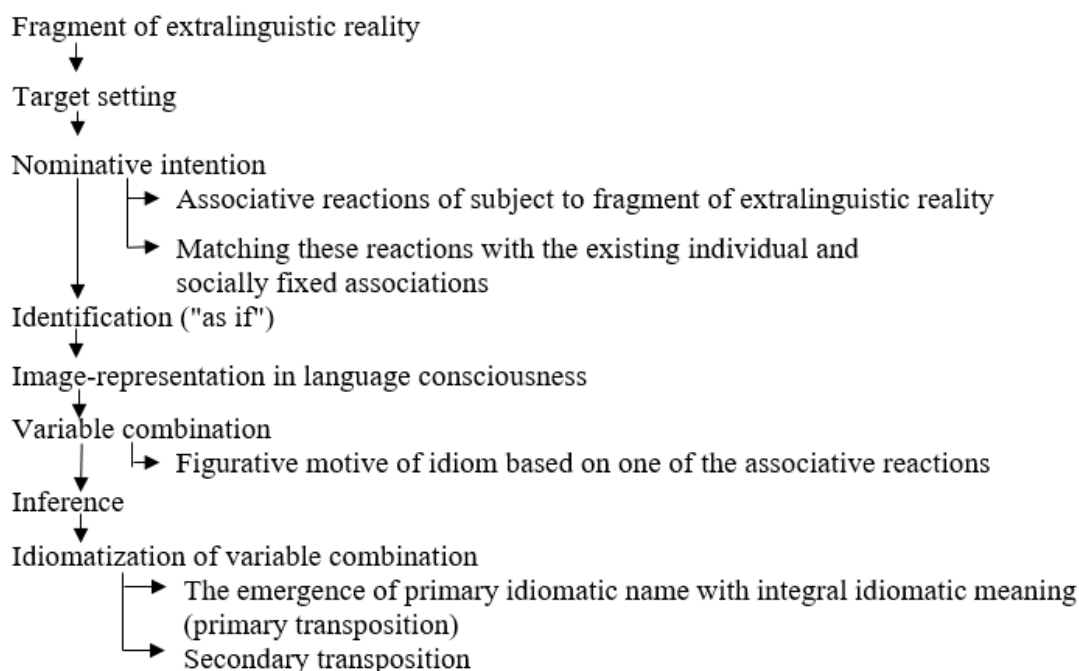 Fragment of extralinguistic reality
Target setting
Nominative intention
Associative reactions of subject to fragment of extralinguistic reality
Matching these reactions with the existing individual and
socially fixed associations
Identification ("as if")
Image-representation in language consciousness
Variable combination
Figurative motive of idiom based on one of the associative reactions
Inference
Idiomatization of variable combination
The emergence of primary idiomatic name with integral idiomatic meaning
(primary transposition)
Secondary transposition